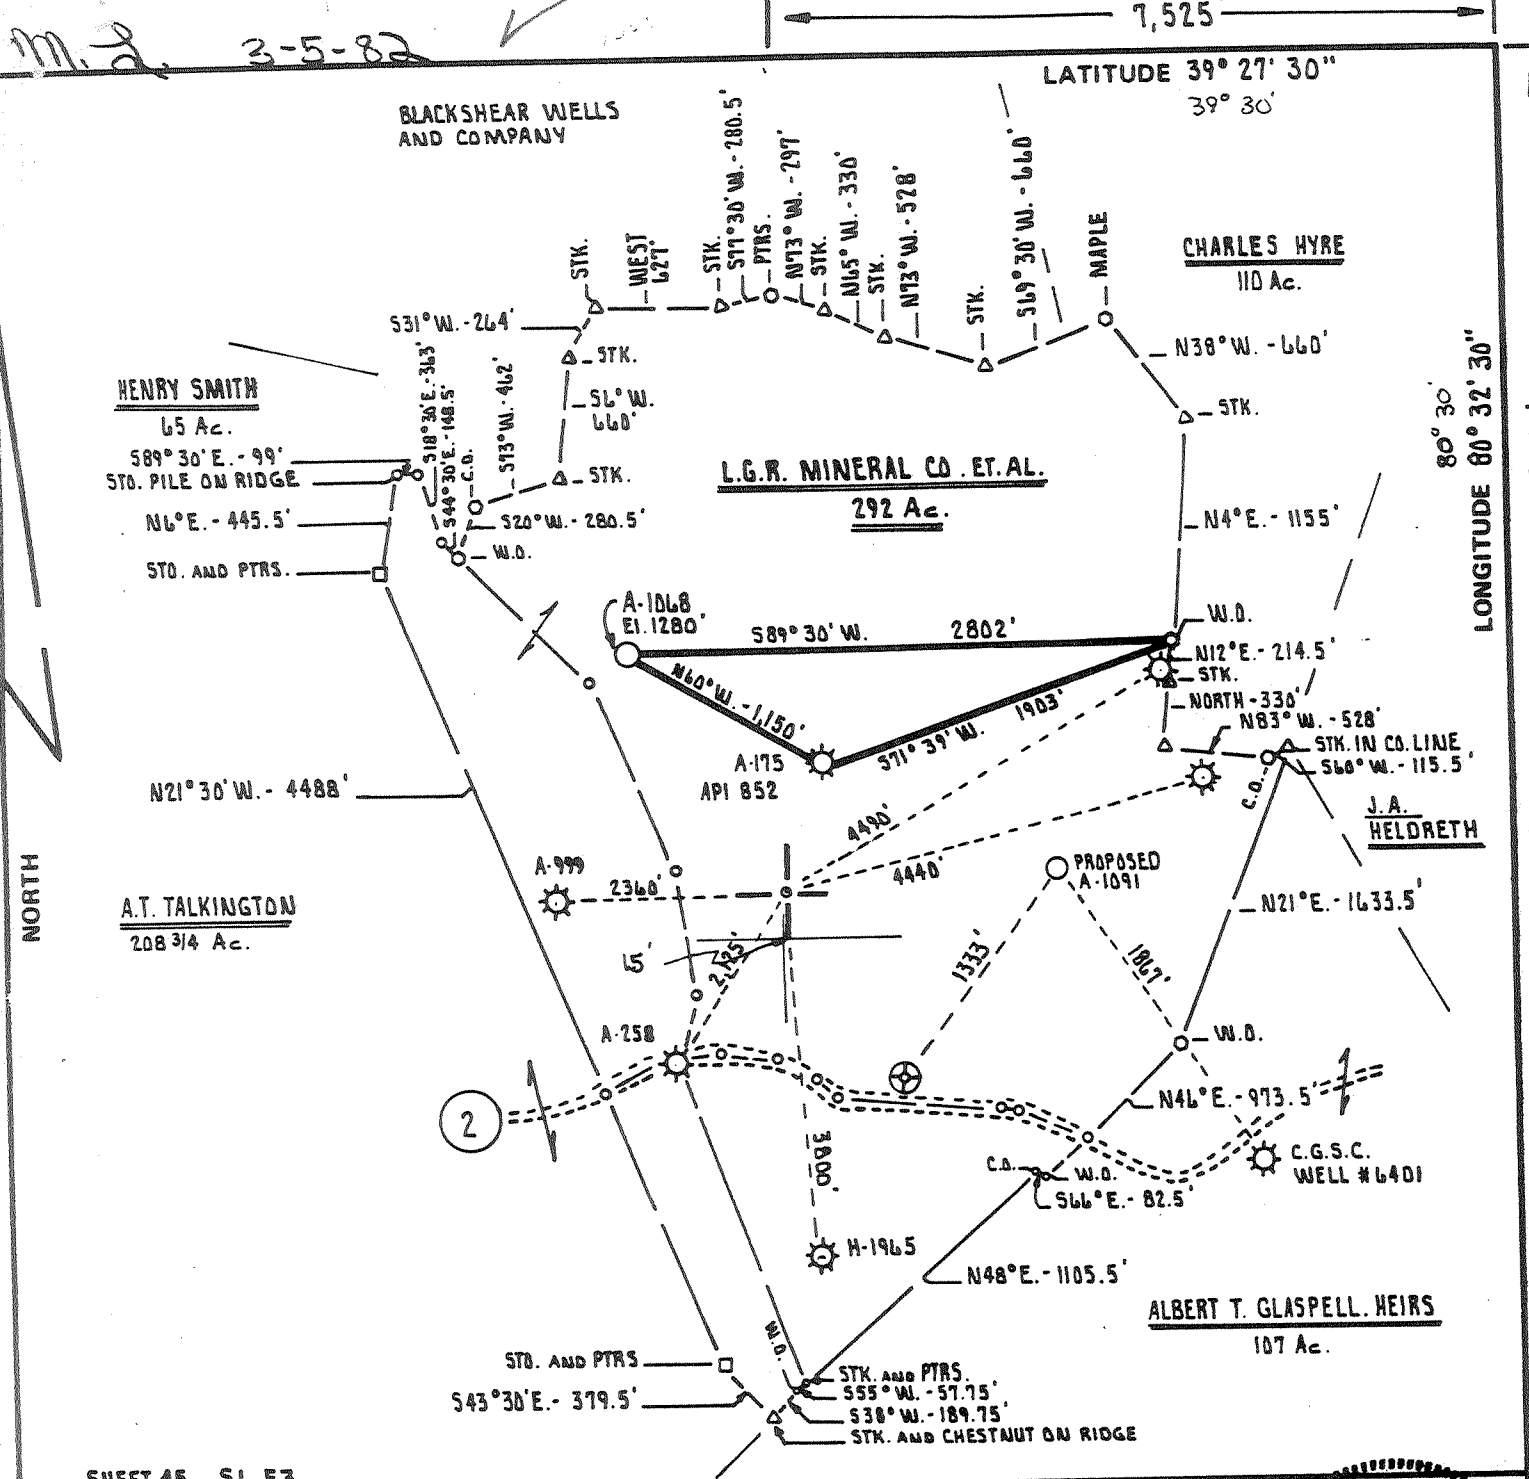 7,525
M.L. 3-5-82
LATITUDE 39° 27' 30"
39° 30'
BLACKSHEAR WELLS
AND COMPANY
STK.
WEST
627'
STK.
S77°30'W.-280.5'
PTRS.
N73°W.-297'
STK.
N65°W.-330'
STK.
N73°W.-528'
STK.
S69°30'W.-660'
MAPLE
CHARLES HYRE
110 Ac.
S31°W.-264'
STK.
N38°W.-660'
HENRY SMITH
65 Ac.
S18°30'E.-363'
S44°30'E.-148.5'
C.O.
S73°W.-462'
S6°W.
660'
STK.
80° 30'
LONGITUDE 80° 32' 30"
S89°30'E.-99'
STO. PILE ON RIDGE
STK.
L.G.R. MINERAL CO. ET.AL.
292 Ac.
N6°E.-445.5'
S20°W.-280.5'
N4°E.-1155'
W.O.
STO. AND PTRS.
A-1068
El. 1280'
S89°30'W. 2802'
W.O.
N12°E.-214.5'
STK.
NORTH-330'
N60°W.-1,150'
S71°39'W. 1903'
N83°W.-528'
STK. IN CO. LINE
S60°W.-115.5'
A-175
API 852
C.O.
N21°30'W.-4488'
J.A.
HELDRETH
4490'
4440'
NORTH
A-999
2360'
PROPOSED
A-1091
A.T. TALKINGTON
208 3/4 Ac.
N21°E.-1633.5'
65'
2,125'
1333'
1867'
A-258
W.O.
2
N46°E.-973.5'
3800'
C.O.
W.O.
S66°E.-82.5'
C.G.S.C.
WELL #6401
H-1965
N48°E.-1105.5'
ALBERT T. GLASPELL. HEIRS
107 Ac.
W.O.
STO. AND PTRS
STK. AND PTRS.
S55°W.-57.75'
S43°30'E.-379.5'
S38°W.-189.75'
STK. AND CHESTNUT ON RIDGE